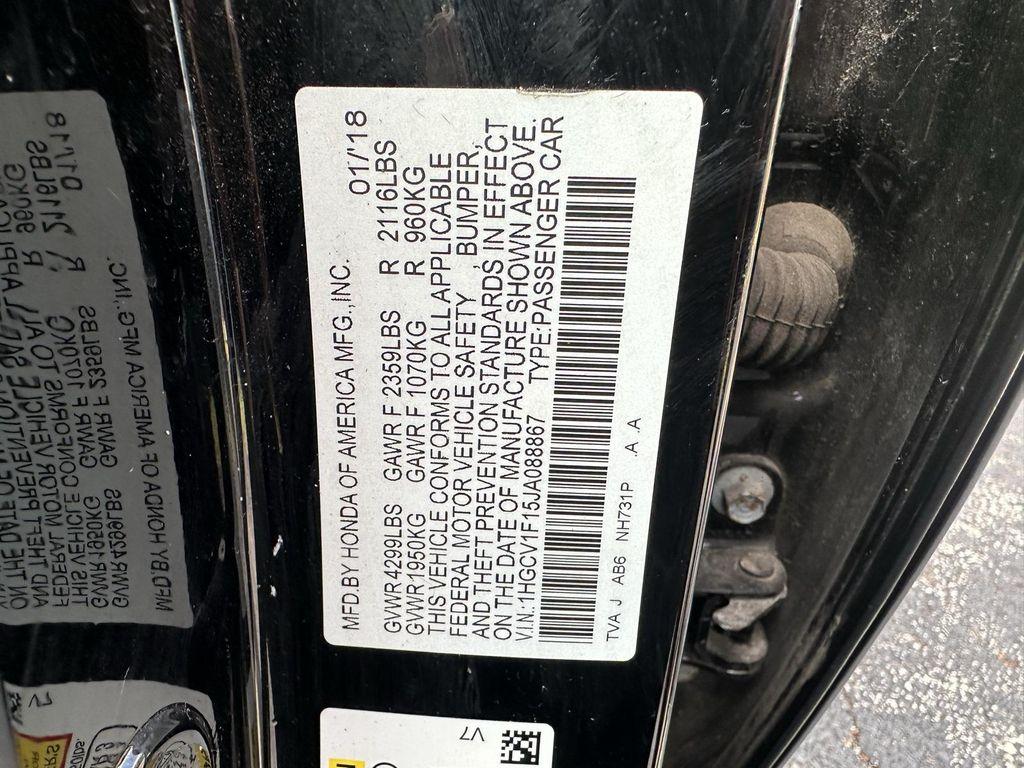 MFD.BY HONDA OF AMERICA MFG.,INC. 01/'18
GVWR4299LBS GAWR F 2359LBS R 2116LBS
GVWR1950KG GAWR F 1070KG R 960KG
THIS VEHICLE CONFORMS TO ALL APPLICABLE
FEDERAL MOTOR VEHICLE SAFETY , BUMPER,
AND THEFT PREVENTION STANDARDS, IN EFFECT
ON THE DATE OF MANUFACTURE SHOWN ABOVE.
V.I.N.:1HGCV1F15JA088867 TYPE:PASSENGER CAR
TVA J AB6 NH731P .A .A
V7